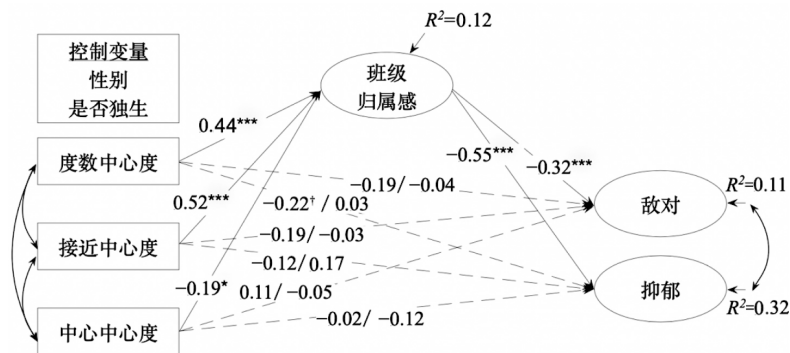 R²=0.12
控制变量
性别
是否独生
班级
归属感
0.44***
度数中心度
−0.55***
−0.32***
−0.19/ −0.04
R²=0.11
0.52***
−0.22† / 0.03
敌对
接近中心度
−0.19/ −0.03
−0.12/ 0.17
−0.19*
0.11/ −0.05
抑郁
R²=0.32
中心中心度
−0.02/ −0.12